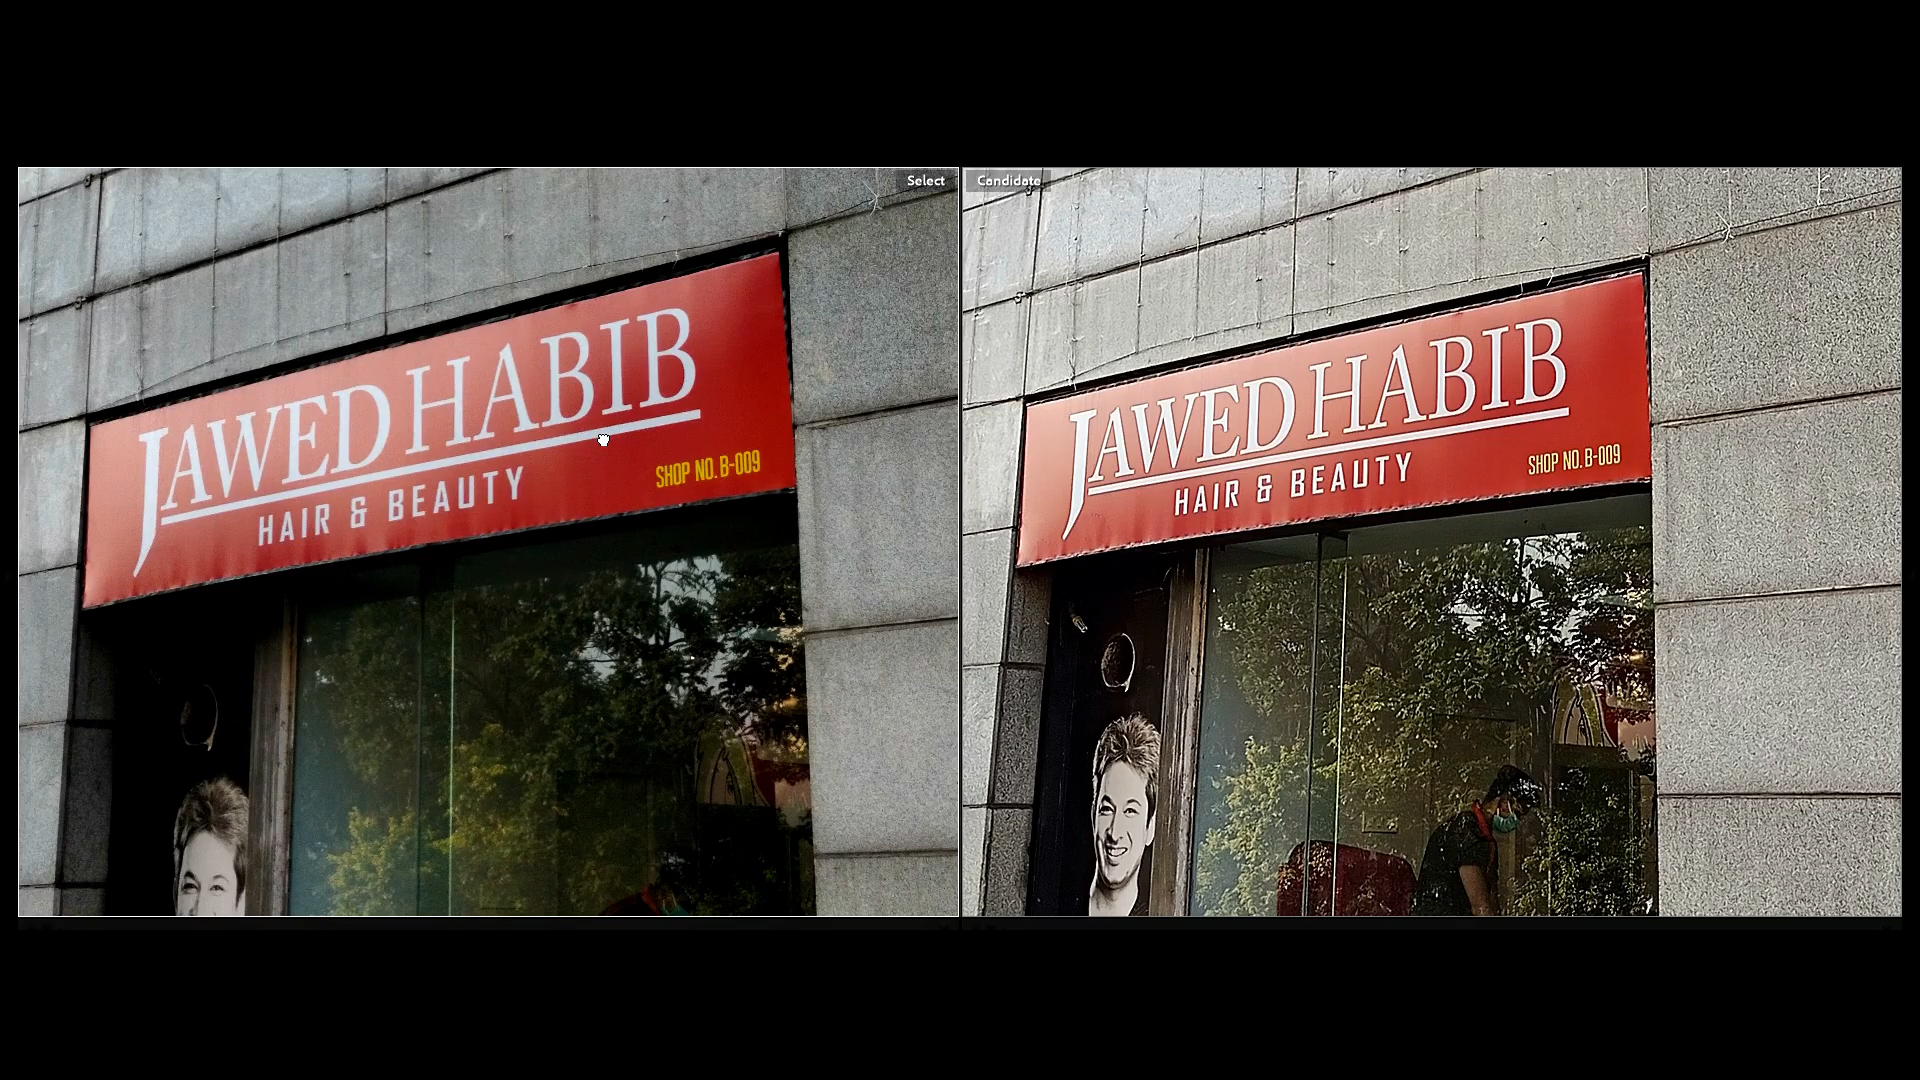 Select
JAWED HABIB
HAIR & BEAUTY
SHOP NO. B-009
Candidate
JAWED HABIB
HAIR & BEAUTY
SHOP NO. B-009